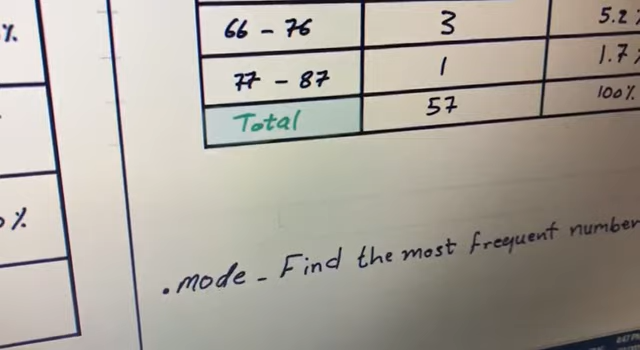 %
66 - 76 3 5.2%
77 - 87 1 1.7%
Total 57 100%
%
. mode - Find the most frequent number